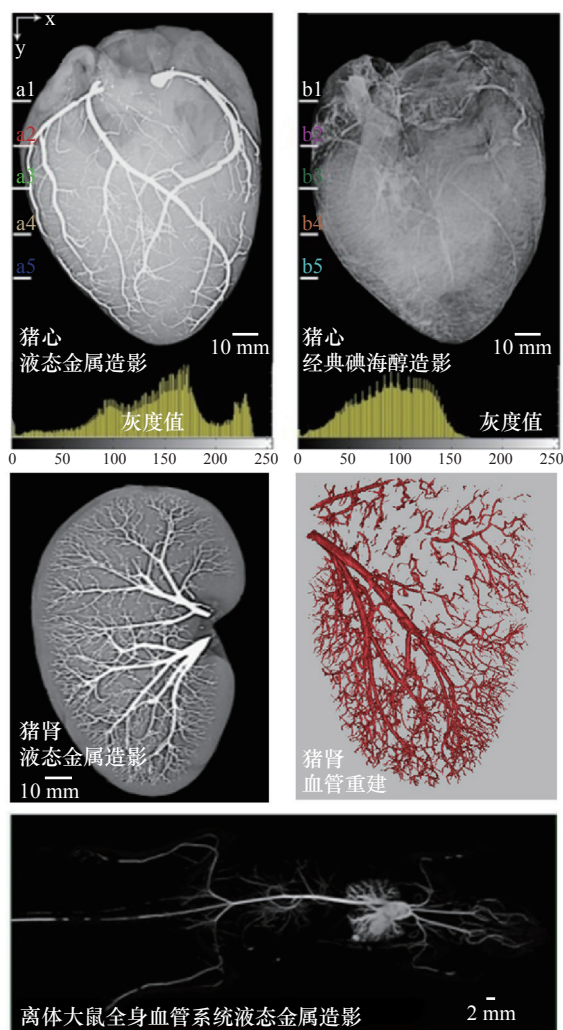 x
y
a1
a2
a3
a4
a5
猪心
液态金属造影
10 mm
灰度值
0 50 100 150 200 250
b1
b2
b3
b4
b5
猪心
经典碘海醇造影
10 mm
灰度值
0 50 100 150 200 250
猪肾
液态金属造影
10 mm
猪肾
血管重建
离体大鼠全身血管系统液态金属造影
2 mm